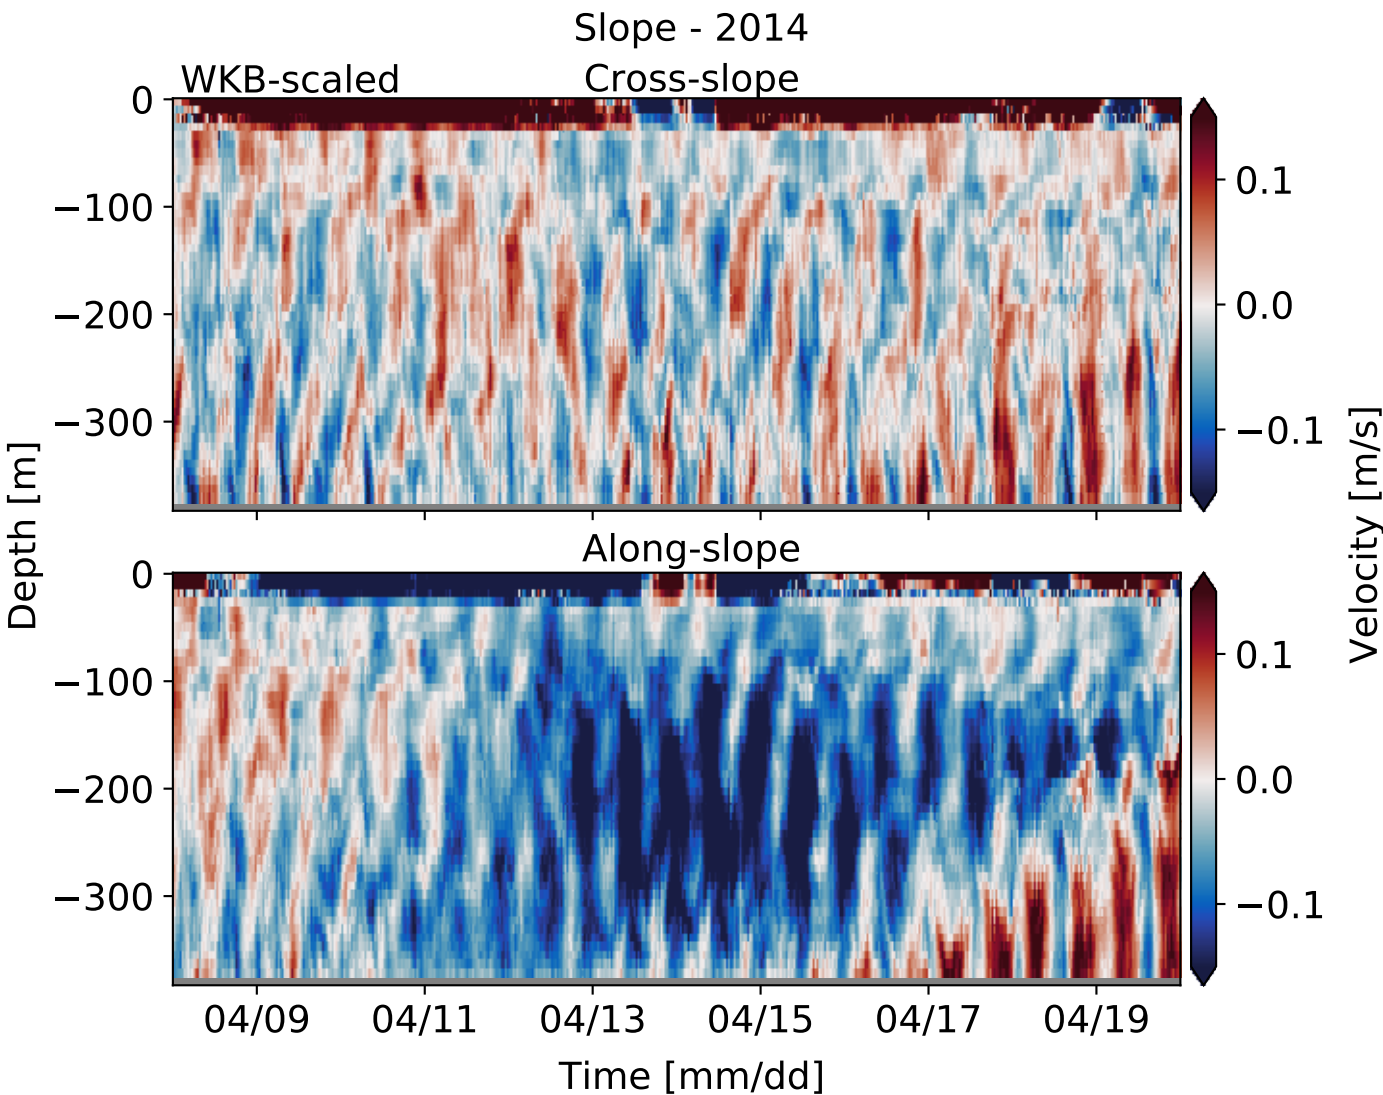 Slope - 2014
WKB-scaled
Cross-slope
0
−100
−200
−300
0.1
0.0
−0.1
Along-slope
0
−100
−200
−300
0.1
0.0
−0.1
Depth [m]
Velocity [m/s]
04/09 04/11 04/13 04/15 04/17 04/19
Time [mm/dd]